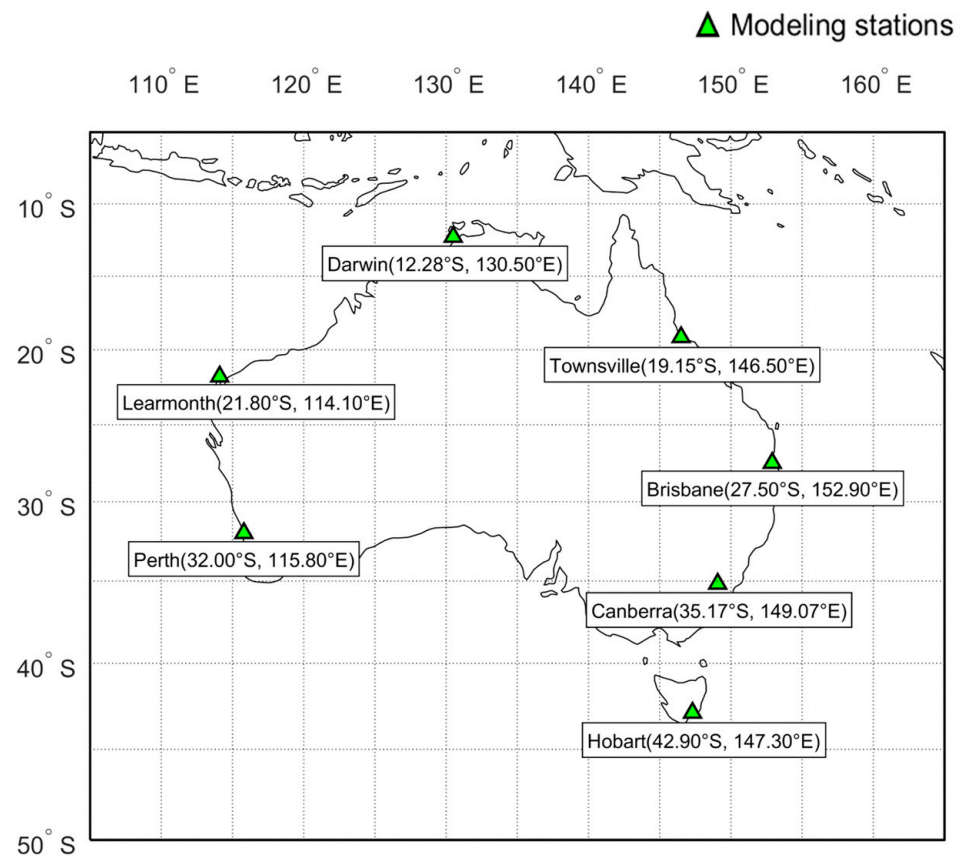 Modeling stations
110° E 120° E 130° E 140° E 150° E 160° E
10° S
Darwin(12.28°S, 130.50°E)
20° S
Townsville(19.15°S, 146.50°E)
Learmonth(21.80°S, 114.10°E)
Brisbane(27.50°S, 152.90°E)
30° S
Perth(32.00°S, 115.80°E)
Canberra(35.17°S, 149.07°E)
40° S
Hobart(42.90°S, 147.30°E)
50° S